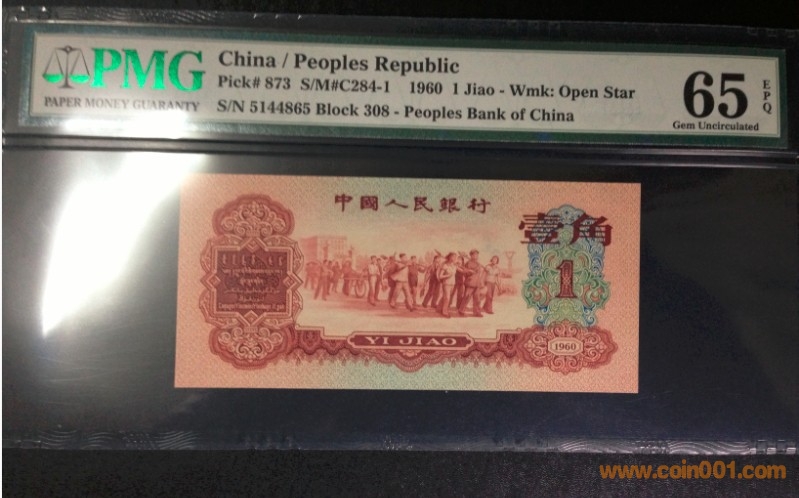 PMG
PAPER MONEY GUARANTY
China / Peoples Republic
Pick# 873 S/M#C284-1 1960 1 Jiao - Wmk: Open Star
S/N 5144865 Block 308 - Peoples Bank of China
65
EPQ
Gem Uncirculated
中國人民銀行
壹角
1
YI JIAO
1960
www.coin001.com